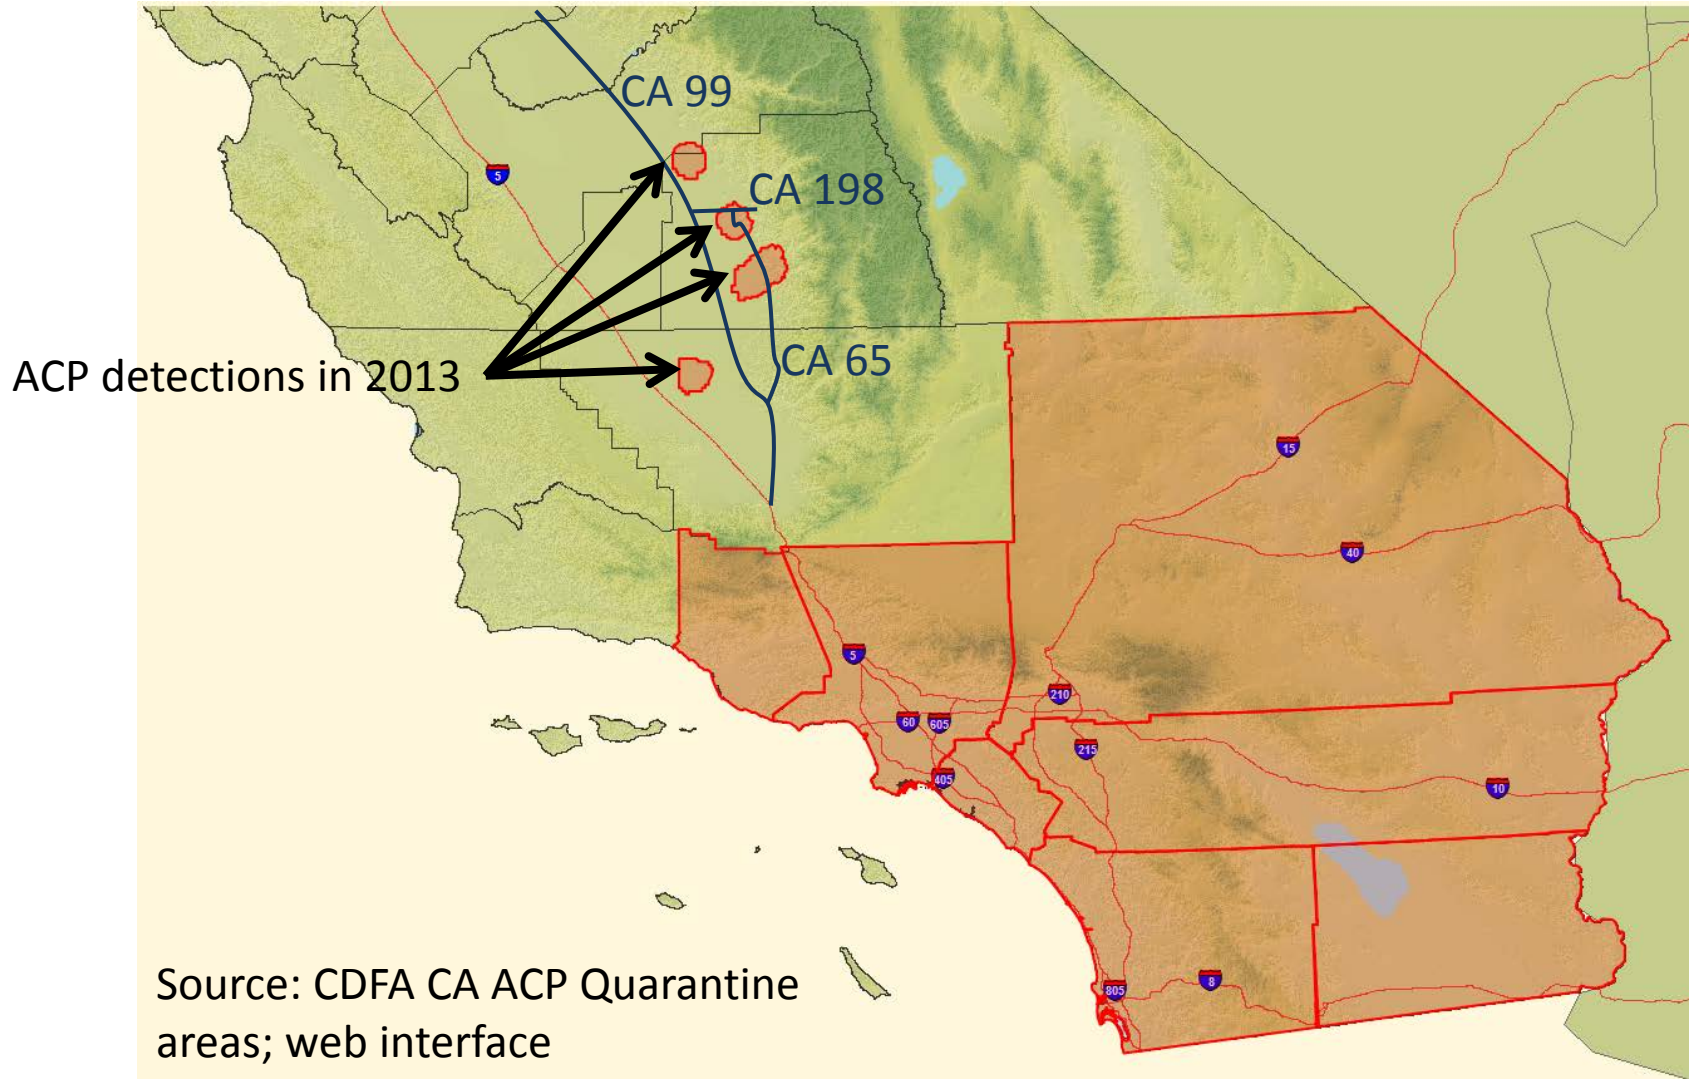 CA 99
5
CA 198
ACP detections in 2013
CA 65
15
40
5
210
60
605
215
405
10
805
8
Source: CDFA CA ACP Quarantine
areas; web interface